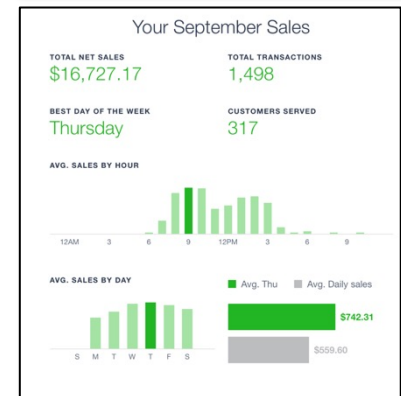 Your September Sales
TOTAL NET SALES
$16,727.17
TOTAL TRANSACTIONS
1,498
BEST DAY OF THE WEEK
Thursday
CUSTOMERS SERVED
317
AVG. SALES BY HOUR
12AM 3 6 9 12PM 3 6 9
AVG. SALES BY DAY
S M T W T F S
Avg. Thu Avg. Daily sales
$742.31
$559.60